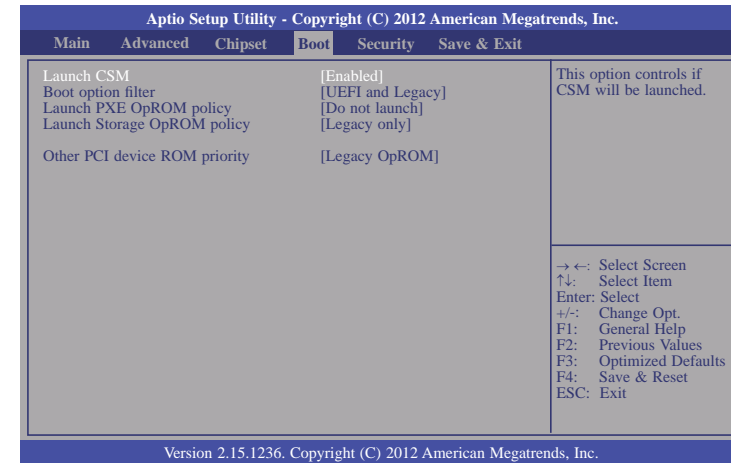 Aptio Setup Utility - Copyright (C) 2012 American Megatrends, Inc.
Main Advanced Chipset Boot Security Save & Exit
Launch CSM [Enabled]
Boot option filter [UEFI and Legacy]
Launch PXE OpROM policy [Do not launch]
Launch Storage OpROM policy [Legacy only]
Other PCI device ROM priority [Legacy OpROM]
This option controls if
CSM will be launched.
→ ←: Select Screen
↑↓: Select Item
Enter: Select
+/-: Change Opt.
F1: General Help
F2: Previous Values
F3: Optimized Defaults
F4: Save & Reset
ESC: Exit
Version 2.15.1236. Copyright (C) 2012 American Megatrends, Inc.